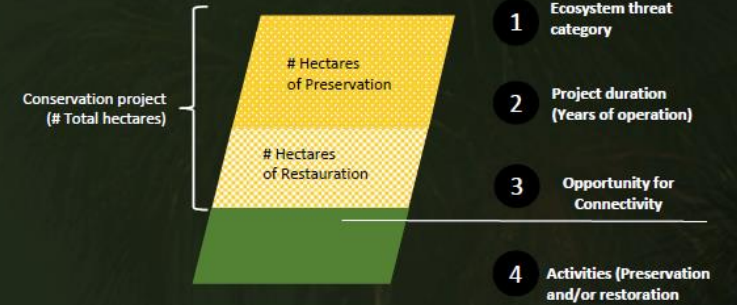 Conservation project
(# Total hectares)
# Hectares
of Preservation
# Hectares
of Restauration
1
Ecosystem threat
category
2
Project duration
(Years of operation)
3
Opportunity for
Connectivity
4
Activities (Preservation
and/or restoration